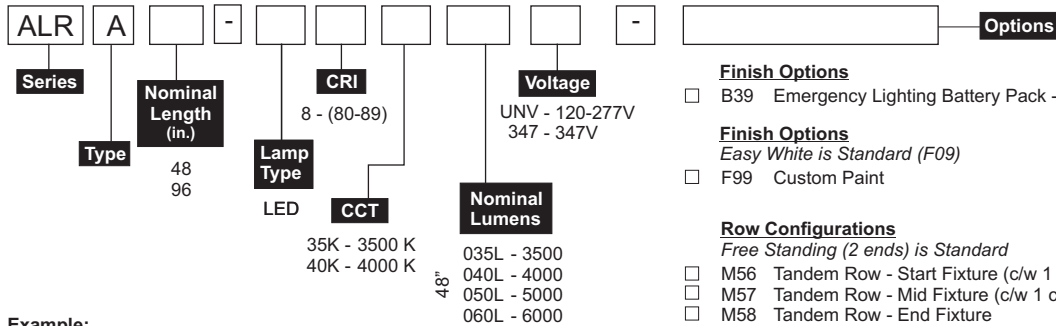 ALR A - -
Options
Series
Nominal
Length
(in.)
48
96
Type
Lamp
Type
LED
CRI
8 - (80-89)
CCT
35K - 3500 K
40K - 4000 K
Nominal
Lumens
48"
035L - 3500
040L - 4000
050L - 5000
060L - 6000
Voltage
UNV - 120-277V
347 - 347V
Finish Options
B39 Emergency Lighting Battery Pack -
Finish Options
Easy White is Standard (F09)
F99 Custom Paint
Row Configurations
Free Standing (2 ends) is Standard
M56 Tandem Row - Start Fixture (c/w 1
M57 Tandem Row - Mid Fixture (c/w 1 c
M58 Tandem Row - End Fixture
Example: